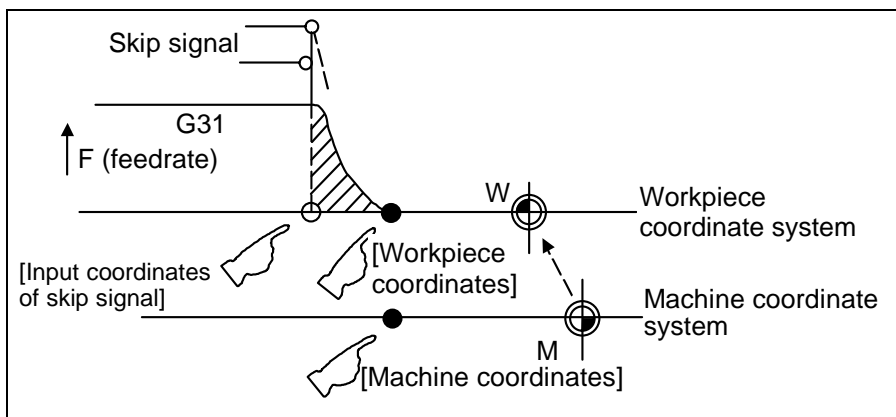 Skip signal
G31
F (feedrate)
W
Workpiece
coordinate system
[Input coordinates
of skip signal]
[Workpiece
coordinates]
Machine coordinate
system
M
[Machine coordinates]